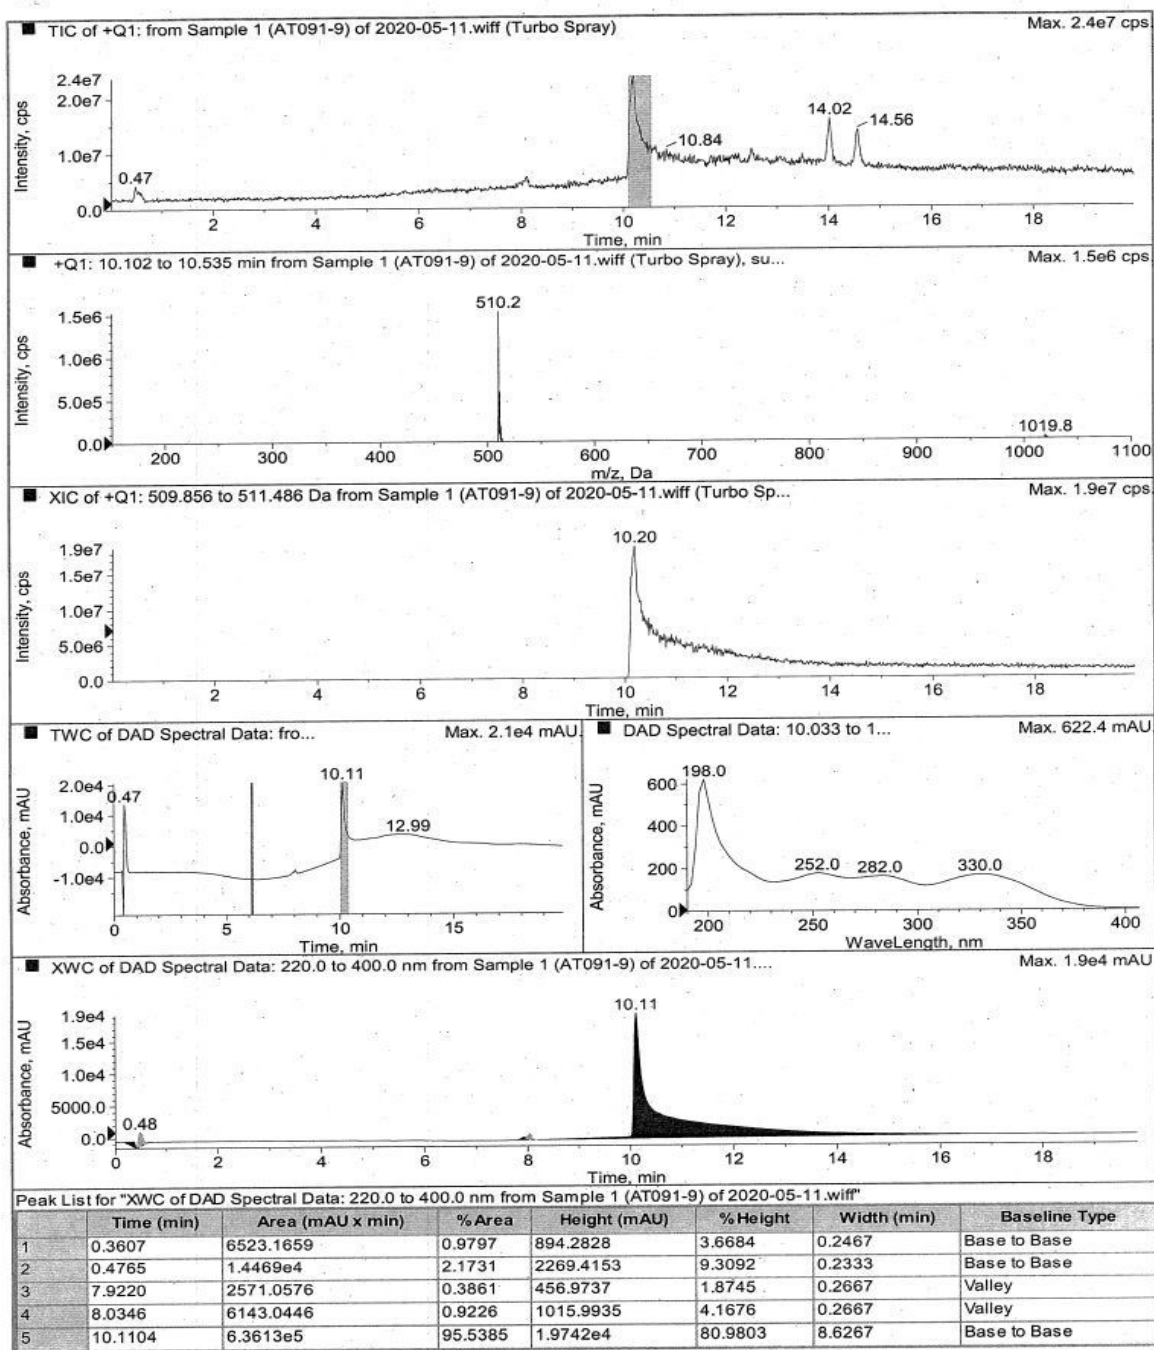 TIC of +Q1: from Sample 1 (AT091-9) of 2020-05-11.wiff (Turbo Spray) Max. 2.4e7 cps.
Intensity, cps
2.4e7
2.0e7
1.0e7
0.0
0.47
10.84
14.02
14.56
2 4 6 8 10 12 14 16 18
Time, min
+Q1: 10.102 to 10.535 min from Sample 1 (AT091-9) of 2020-05-11.wiff (Turbo Spray), su... Max. 1.5e6 cps.
Intensity, cps
1.5e6
1.0e6
5.0e5
0.0
510.2
1019.8
200 300 400 500 600 700 800 900 1000 1100
m/z, Da
XIC of +Q1: 509.856 to 511.486 Da from Sample 1 (AT091-9) of 2020-05-11.wiff (Turbo Sp... Max. 1.9e7 cps.
Intensity, cps
1.9e7
1.5e7
1.0e7
5.0e6
0.0
10.20
2 4 6 8 10 12 14 16 18
Time, min
TWC of DAD Spectral Data: fro... Max. 2.1e4 mAU.
Absorbance, mAU
2.0e4
1.0e4
0.0
-1.0e4
0.47
10.11
12.99
0 5 10 15
Time, min
DAD Spectral Data: 10.033 to 1... Max. 622.4 mAU.
Absorbance, mAU
600
400
200
0
198.0
252.0 282.0 330.0
200 250 300 350 400
WaveLength, nm
XWC of DAD Spectral Data: 220.0 to 400.0 nm from Sample 1 (AT091-9) of 2020-05-11.... Max. 1.9e4 mAU.
Absorbance, mAU
1.9e4
1.5e4
1.0e4
5000.0
0.0
0.48
10.11
0 2 4 6 8 10 12 14 16 18
Time, min
Peak List for "XWC of DAD Spectral Data: 220.0 to 400.0 nm from Sample 1 (AT091-9) of 2020-05-11.wiff"
Time (min) Area (mAU x min) %Area Height (mAU) %Height Width (min) Baseline Type
1 0.3607 6523.1659 0.9797 894.2828 3.6684 0.2467 Base to Base
2 0.4765 1.4469e4 2.1731 2269.4153 9.3092 0.2333 Base to Base
3 7.9220 2571.0576 0.3861 456.9737 1.8745 0.2667 Valley
4 8.0346 6143.0446 0.9226 1015.9935 4.1676 0.2667 Valley
5 10.1104 6.3613e5 95.5385 1.9742e4 80.9803 8.6267 Base to Base